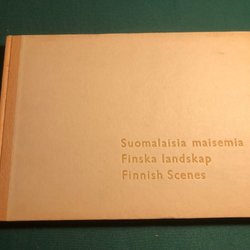 Suomalaisia maisemia
Finska landskap
Finnish Scenes